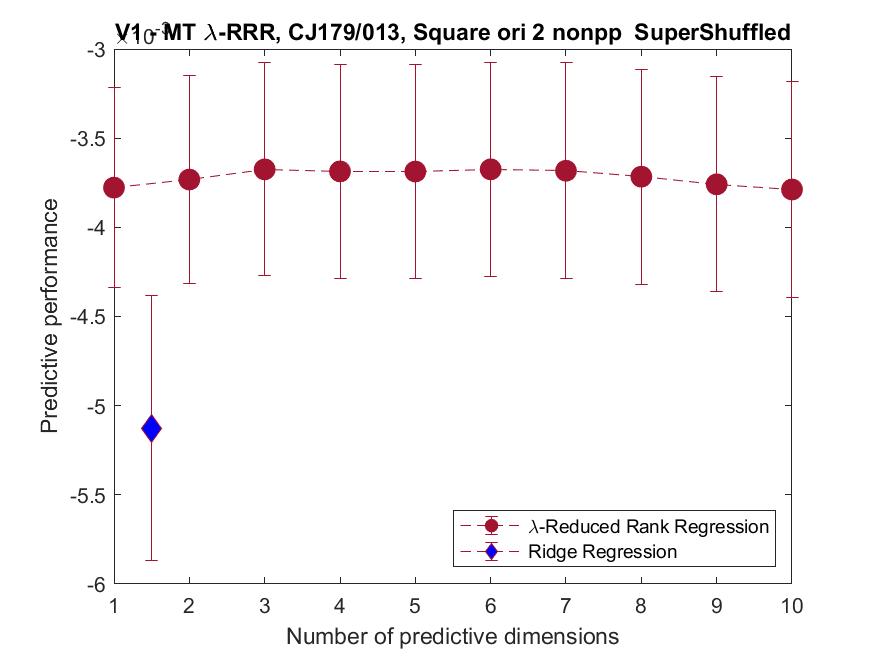 V1 - MT λ-RRR, CJ179/013, Square ori 2 nonpp SuperShuffled
×10-3
-3
-3.5
-4
-4.5
-5
-5.5
-6
Predictive performance
λ-Reduced Rank Regression
Ridge Regression
1 2 3 4 5 6 7 8 9 10
Number of predictive dimensions